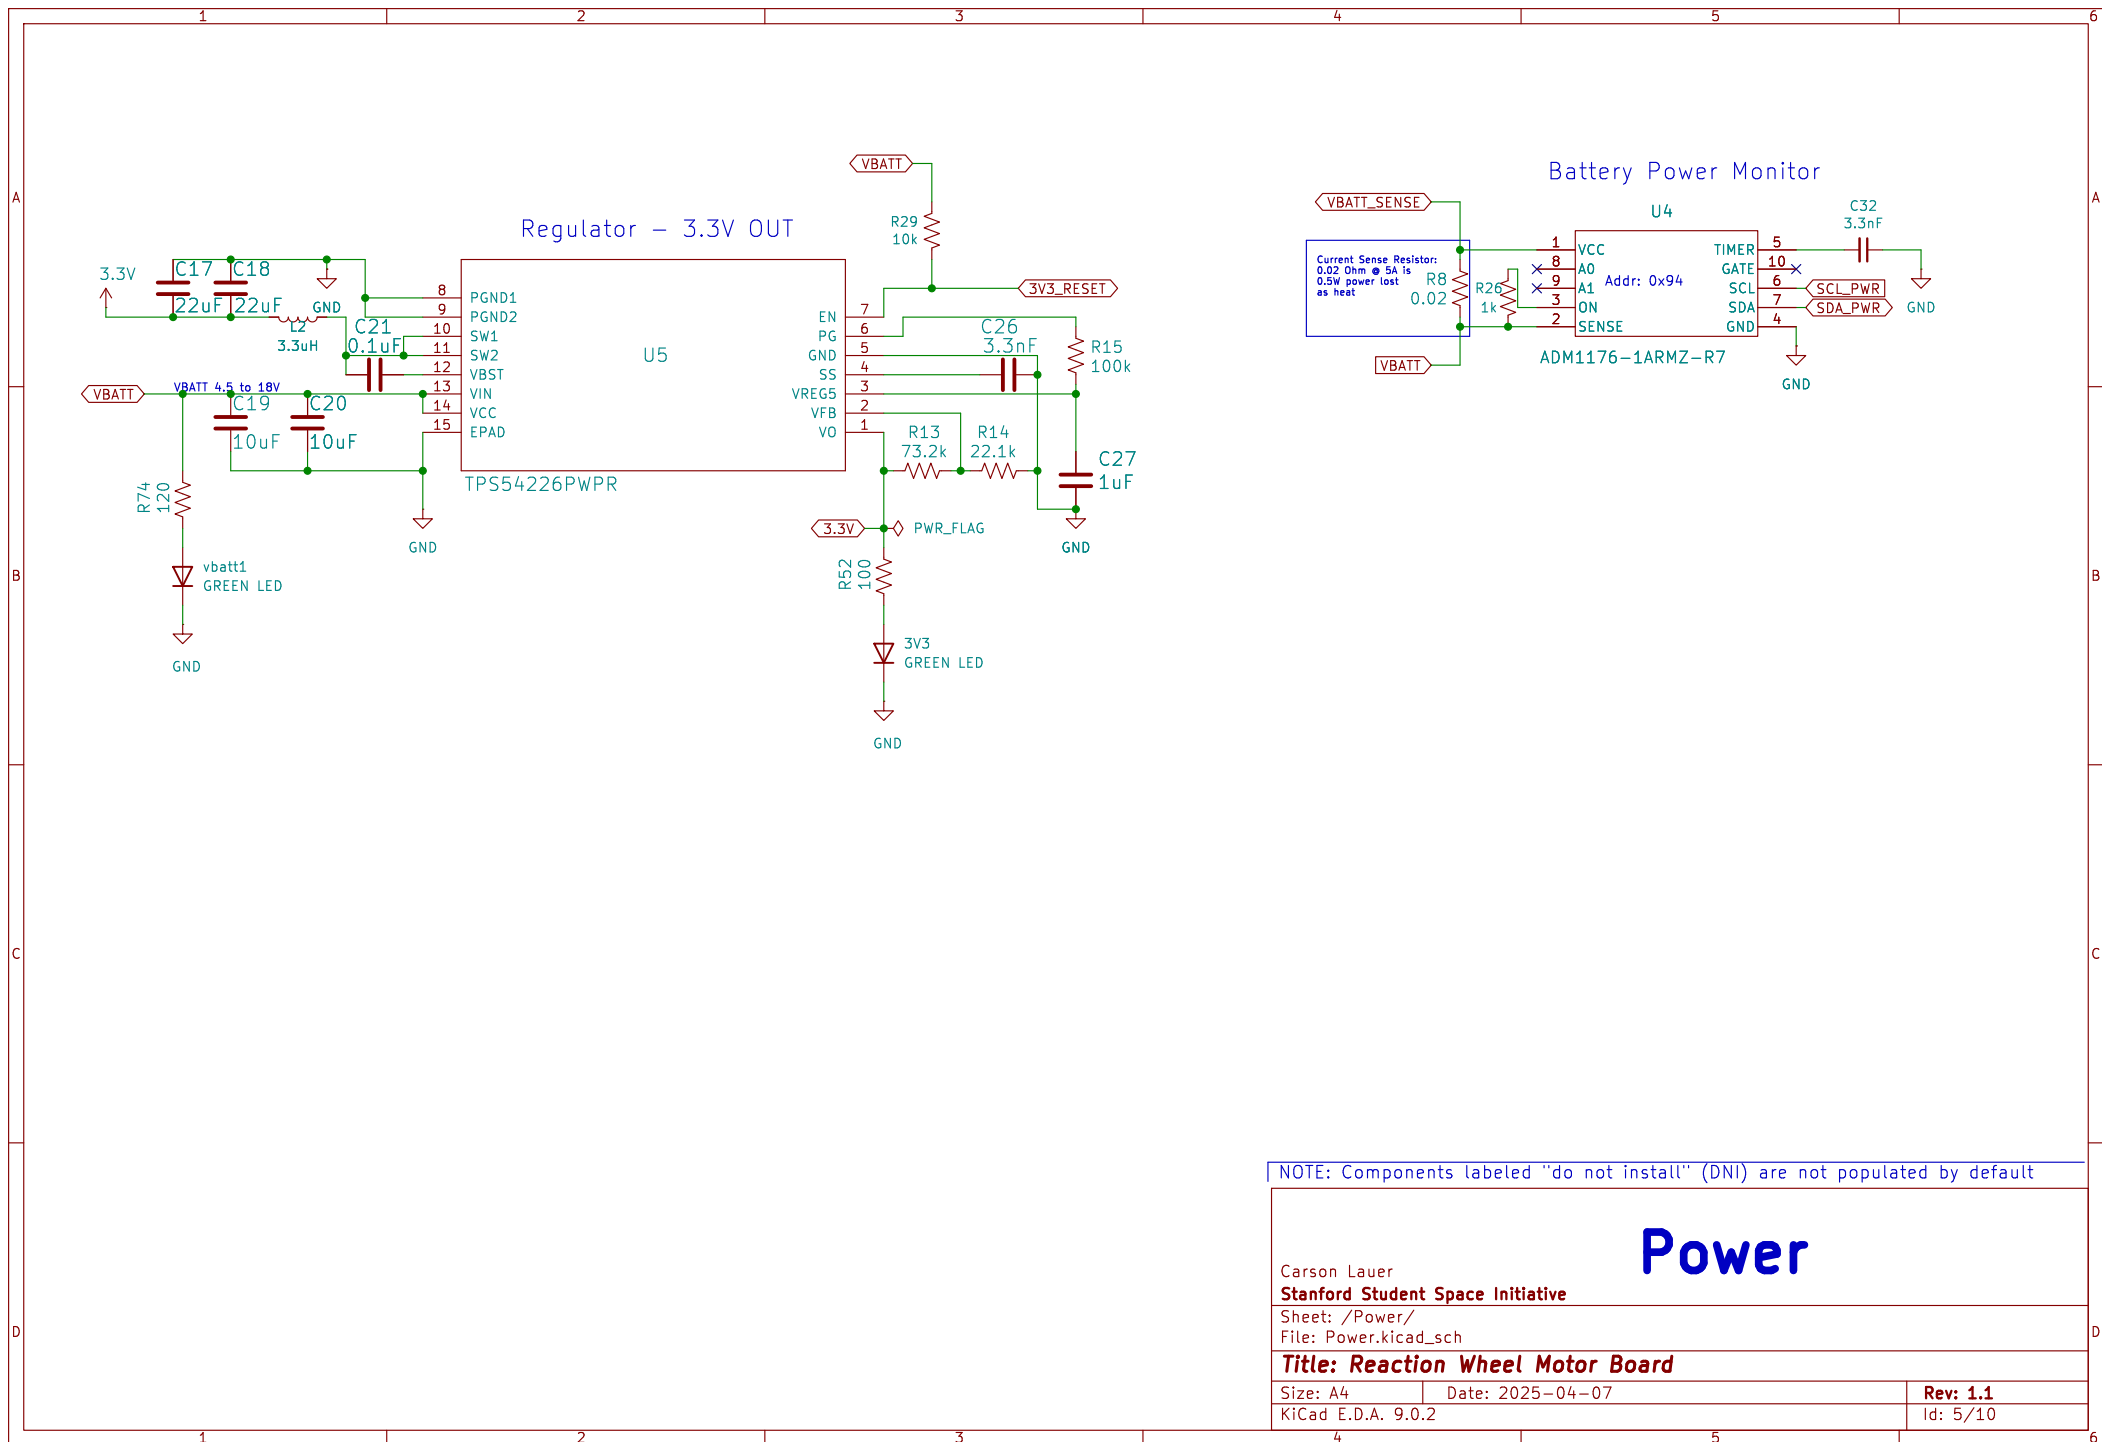 1 2 3 4 5 6
A
B
C
D
Regulator - 3.3V OUT
3.3V
C17
22uF
C18
22uF
GND
L2
3.3uH
C21
0.1uF
VBATT
VBATT 4.5 to 18V
C19
10uF
C20
10uF
R74
120
vbatt1
GREEN LED
GND
GND
8 PGND1
9 PGND2
10 SW1
11 SW2
12 VBST
13 VIN
14 VCC
15 EPAD
U5
TPS54226PWPR
EN 7
PG 6
GND 5
SS 4
VREG5 3
VFB 2
VO 1
VBATT
R29
10k
3V3_RESET
C26
3.3nF
R15
100k
R13
73.2k
R14
22.1k
C27
1uF
GND
3.3V
PWR_FLAG
R52
100
3V3
GREEN LED
GND
Battery Power Monitor
VBATT_SENSE
Current Sense Resistor:
0.02 Ohm @ 5A is
0.5W power lost
as heat
R8
0.02
R26
1k
VBATT
U4
1 VCC
8 A0
9 A1
3 ON
2 SENSE
Addr: 0x94
TIMER 5
GATE 10
SCL 6
SDA 7
GND 4
ADM1176-1ARMZ-R7
C32
3.3nF
SCL_PWR
SDA_PWR
GND
GND
NOTE: Components labeled "do not install" (DNI) are not populated by default
Power
Carson Lauer
Stanford Student Space Initiative
Sheet: /Power/
File: Power.kicad_sch
Title: Reaction Wheel Motor Board
Size: A4 Date: 2025-04-07 Rev: 1.1
KiCad E.D.A. 9.0.2 Id: 5/10
A
B
C
D
1 2 3 4 5 6